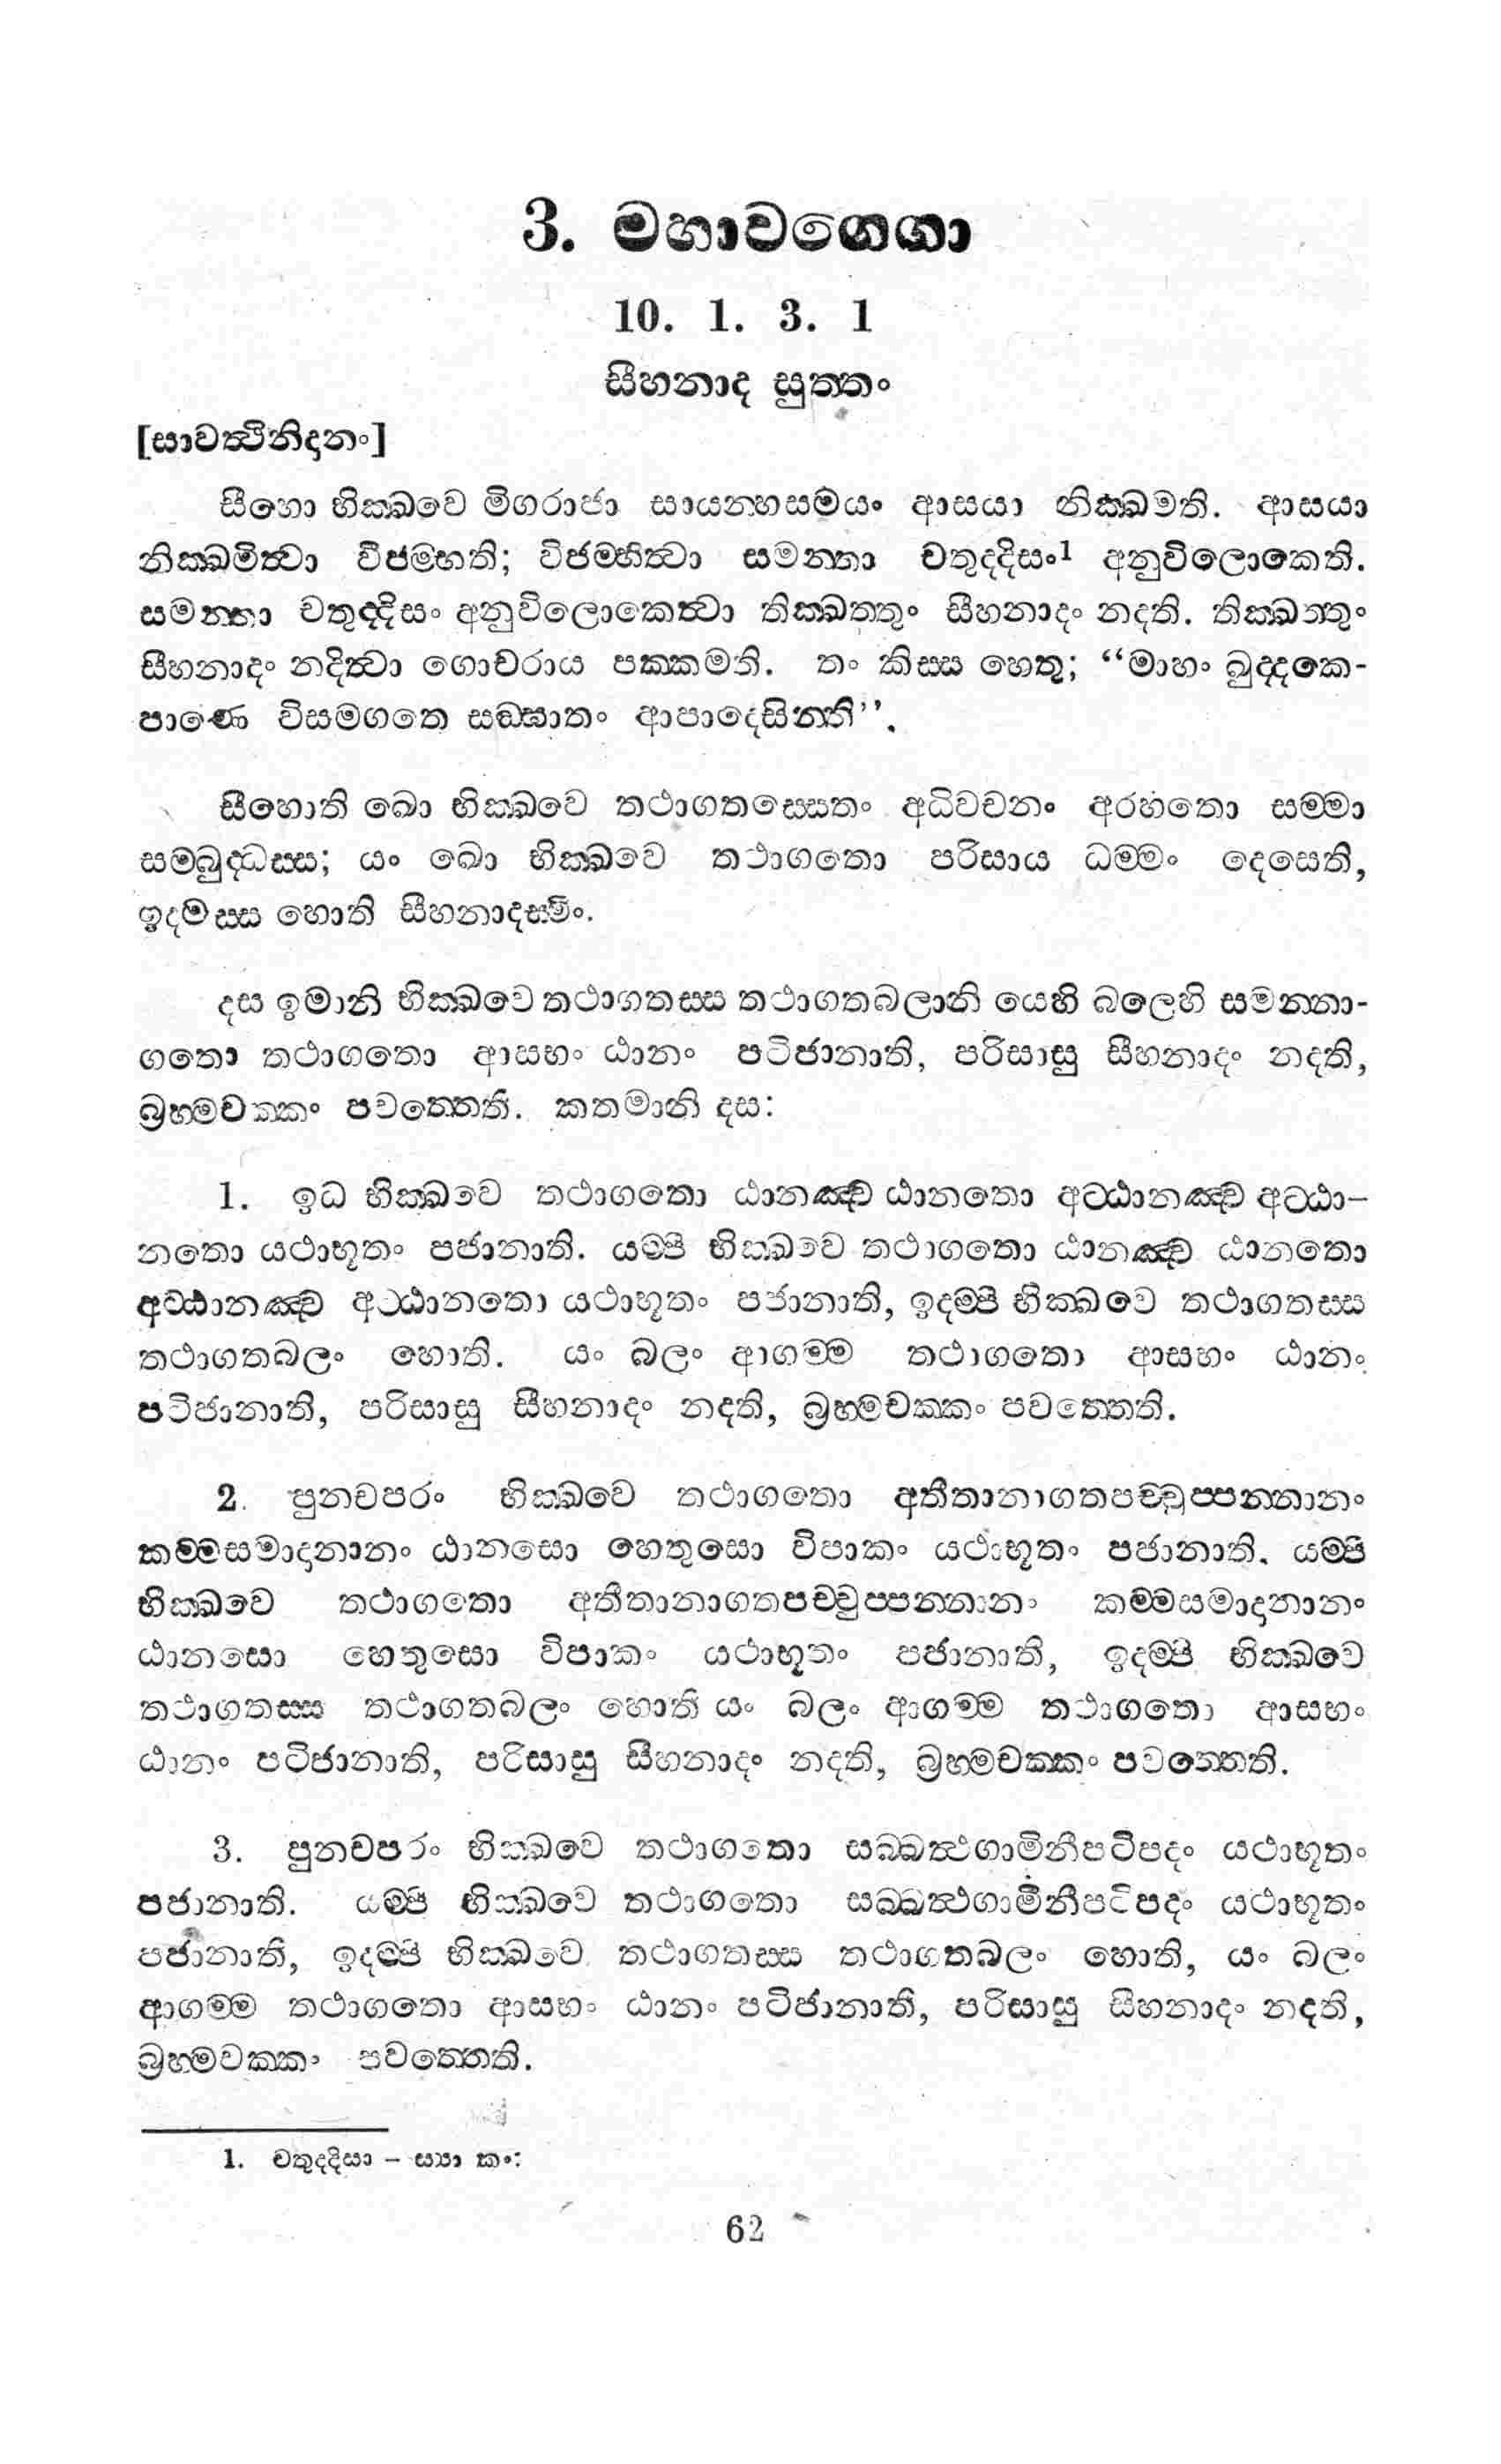 3. මහාවග්ගො
10. 1. 3. 1
සීහනාද සුත්තං
[සාවත්ථිනිදානං]
සීහො භික්ඛවෙ මිගරාජා සායන්හසමයං ආසයා නික්ඛමති. ආසයා
නික්ඛමිත්වා විජම්භති; විජම්භිත්වා සමන්තා චතුද්දිසං1 අනුවිලොකෙති.
සමන්තා චතුද්දිසං අනුවිලොකෙත්වා තික්ඛත්තුං සීහනාදං නදති. තික්ඛත්තුං
සීහනාදං නදිත්වා ගොචරාය පක්කමති. තං කිස්ස හෙතු; “මාහං ඛුද්දකෙ-
පාණෙ විසමගතෙ සඞ්ඝාතං ආපාදෙසින්ති”.
සීහොති ඛො භික්ඛවෙ තථාගතස්සෙතං අධිවචනං අරහතො සම්මා
සම්බුද්ධස්ස; යං ඛො භික්ඛවෙ තථාගතො පරිසාය ධම්මං දෙසෙති,
ඉදමස්ස හොති සීහනාදස්මිං.
දස ඉමානි භික්ඛවෙ තථාගතස්ස තථාගතබලානි යෙහි බලෙහි සමන්නා-
ගතො තථාගතො ආසභං ඨානං පටිජානාති, පරිසාසු සීහනාදං නදති,
බ්‍රහ්මචක්කං පවත්තෙති. කතමානි දස:
1. ඉධ භික්ඛවෙ තථාගතො ඨානඤ්ච ඨානතො අට්ඨානඤ්ච අට්ඨා-
නතො යථාභූතං පජානාති. යම්පි භික්ඛවෙ තථාගතො ඨානඤ්ච ඨානතො
අට්ඨානඤ්ච අට්ඨානතො යථාභූතං පජානාති, ඉදම්පි භික්ඛවෙ තථාගතස්ස
තථාගතබලං හොති. යං බලං ආගම්ම තථාගතො ආසභං ඨානං
පටිජානාති, පරිසාසු සීහනාදං නදති, බ්‍රහ්මචක්කං පවත්තෙති.
2. පුනචපරං භික්ඛවෙ තථාගතො අතීතානාගතපච්චුප්පන්නානං
කම්මසමාදානානං ඨානසො හෙතුසො විපාකං යථාභූතං පජානාති. යම්පි
භික්ඛවෙ තථාගතො අතීතානාගතපච්චුප්පන්නානං කම්මසමාදානානං
ඨානසො හෙතුසො විපාකං යථාභූතං පජානාති, ඉදම්පි භික්ඛවෙ
තථාගතස්ස තථාගතබලං හොති යං බලං ආගම්ම තථාගතො ආසභං
ඨානං පටිජානාති, පරිසාසු සීහනාදං නදති, බ්‍රහ්මචක්කං පවත්තෙති.
3. පුනචපරං භික්ඛවෙ තථාගතො සබ්බත්ථගාමිනීපටිපදං යථාභූතං
පජානාති. යම්පි භික්ඛවෙ තථාගතො සබ්බත්ථගාමිනීපටිපදං යථාභූතං
පජානාති, ඉදම්පි භික්ඛවෙ තථාගතස්ස තථාගතබලං හොති, යං බලං
ආගම්ම තථාගතො ආසභං ඨානං පටිජානාති, පරිසාසු සීහනාදං නදති,
බ්‍රහ්මචක්කං පවත්තෙති.
1. චතුද්දිසා – ස්‍යා කං:
62